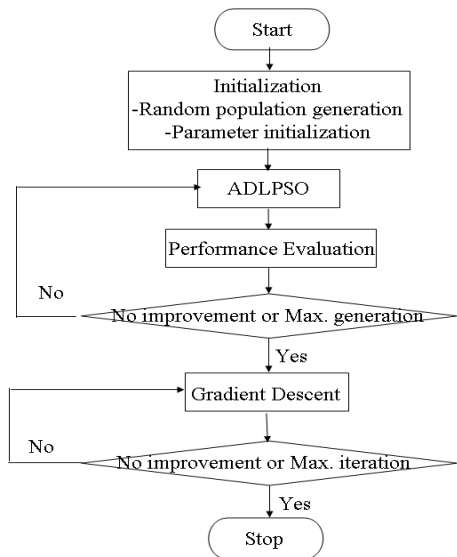 Start
Initialization
-Random population generation
-Parameter initialization
ADLPSO
Performance Evaluation
No
No improvement or Max. generation
Yes
Gradient Descent
No
No improvement or Max. iteration
Yes
Stop